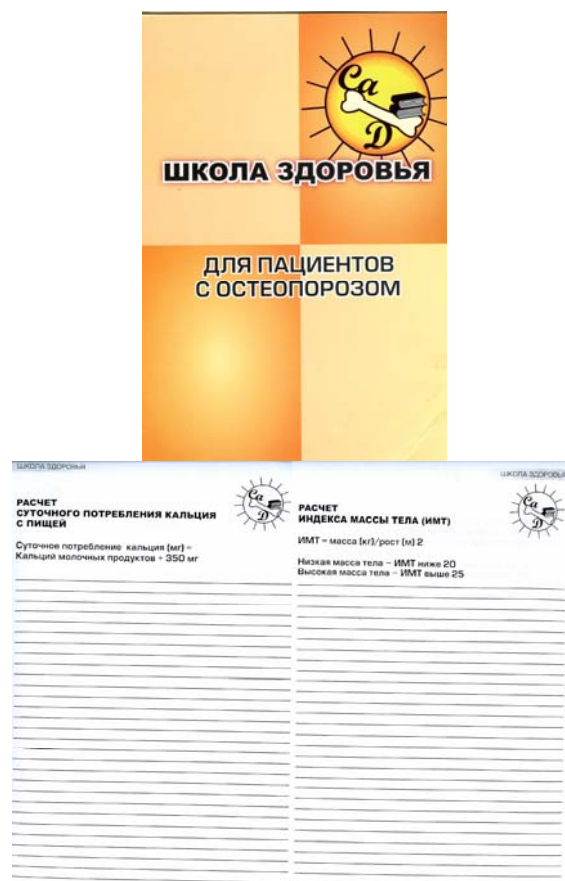 Ca
D
ШКОЛА ЗДОРОВЬЯ
ДЛЯ ПАЦИЕНТОВ
С ОСТЕОПОРОЗОМ
ШКОЛА ЗДОРОВЬЯ
РАСЧЕТ
СУТОЧНОГО ПОТРЕБЛЕНИЯ КАЛЬЦИЯ
С ПИЩЕЙ
Ca
D
Суточное потребление кальция (мг) =
Кальций молочных продуктов + 350 мг
ШКОЛА ЗДОРОВЬЯ
РАСЧЕТ
ИНДЕКСА МАССЫ ТЕЛА (ИМТ)
Ca
D
ИМТ = масса (кг)/рост (м) 2
Низкая масса тела – ИМТ ниже 20
Высокая масса тела – ИМТ выше 25